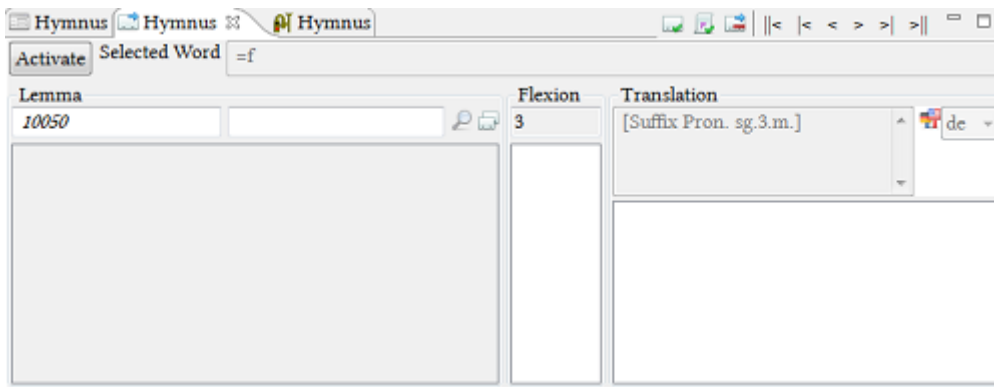 Hymnus Hymnus Hymnus ||< |< < > >| >||
Activate Selected Word =f
Lemma Flexion Translation
10050 3 [Suffix Pron. sg.3.m.] de